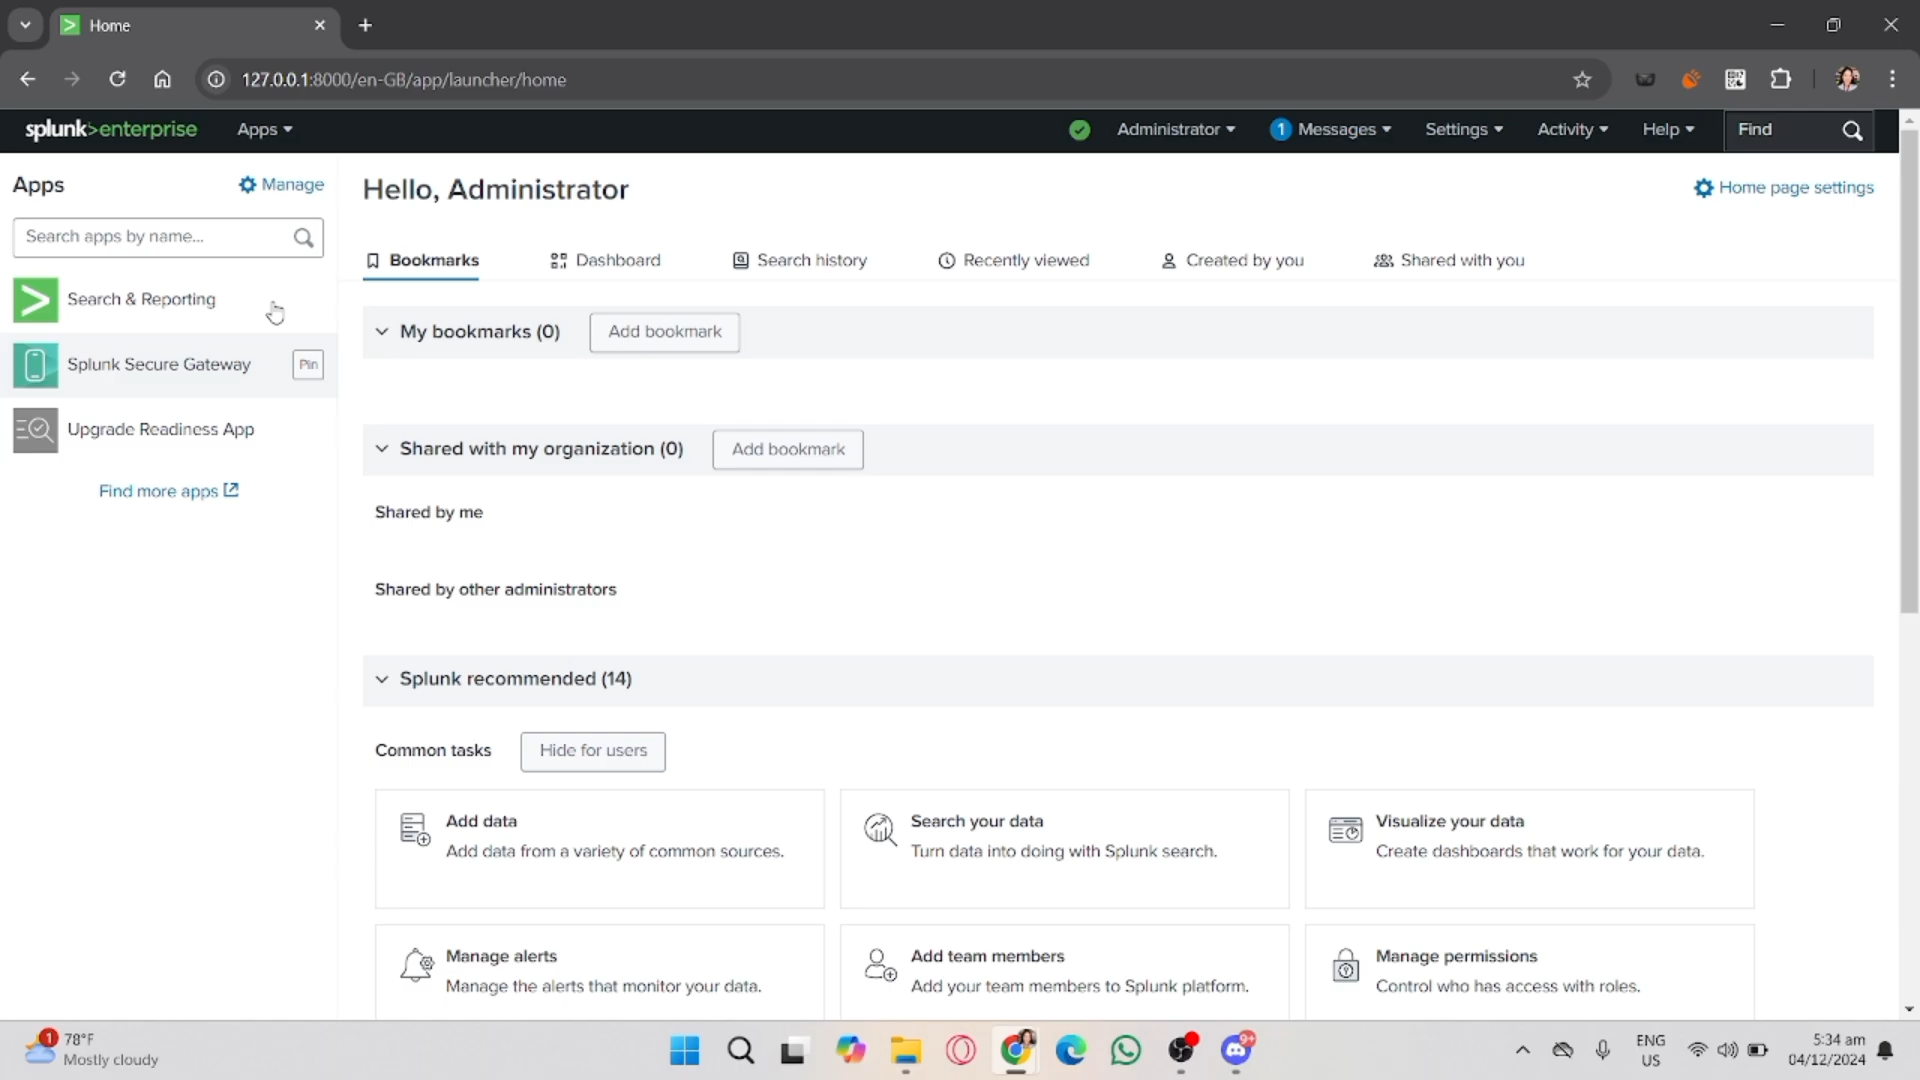 Home
127.0.0.1:8000/en-GB/app/launcher/home
splunk>enterprise Apps Administrator 1 Messages Settings Activity Help Find
Apps Manage
Search apps by name...
Search & Reporting
Splunk Secure Gateway Pin
Upgrade Readiness App
Find more apps
Hello, Administrator
Home page settings
Bookmarks Dashboard Search history Recently viewed Created by you Shared with you
My bookmarks (0) Add bookmark
Shared with my organization (0) Add bookmark
Shared by me
Shared by other administrators
Splunk recommended (14)
Common tasks Hide for users
Add data
Add data from a variety of common sources.
Search your data
Turn data into doing with Splunk search.
Visualize your data
Create dashboards that work for your data.
Manage alerts
Manage the alerts that monitor your data.
Add team members
Add your team members to Splunk platform.
Manage permissions
Control who has access with roles.
1
78°F
Mostly cloudy
9+
ENG
US
5:34 am
04/12/2024